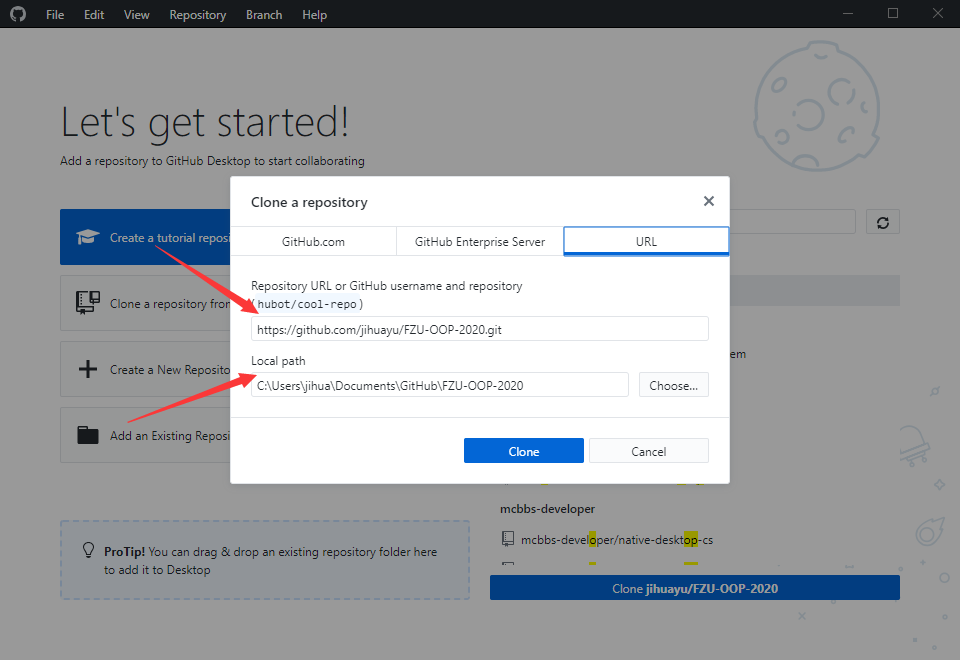 File Edit View Repository Branch Help
Let's get started!
Add a repository to GitHub Desktop to start collaborating
Create a tutorial reposi
Clone a repository from
Create a New Reposito
Add an Existing Reposi
Clone a repository
GitHub.com
GitHub Enterprise Server
URL
Repository URL or GitHub username and repository
(hubot/cool-repo)
https://github.com/jihuayu/FZU-OOP-2020.git
Local path
C:\Users\jihua\Documents\GitHub\FZU-OOP-2020
Choose...
Clone
Cancel
em
mcbbs-developer
mcbbs-developer/native-desktop-cs
ProTip! You can drag & drop an existing repository folder here
to add it to Desktop
Clone jihuayu/FZU-OOP-2020